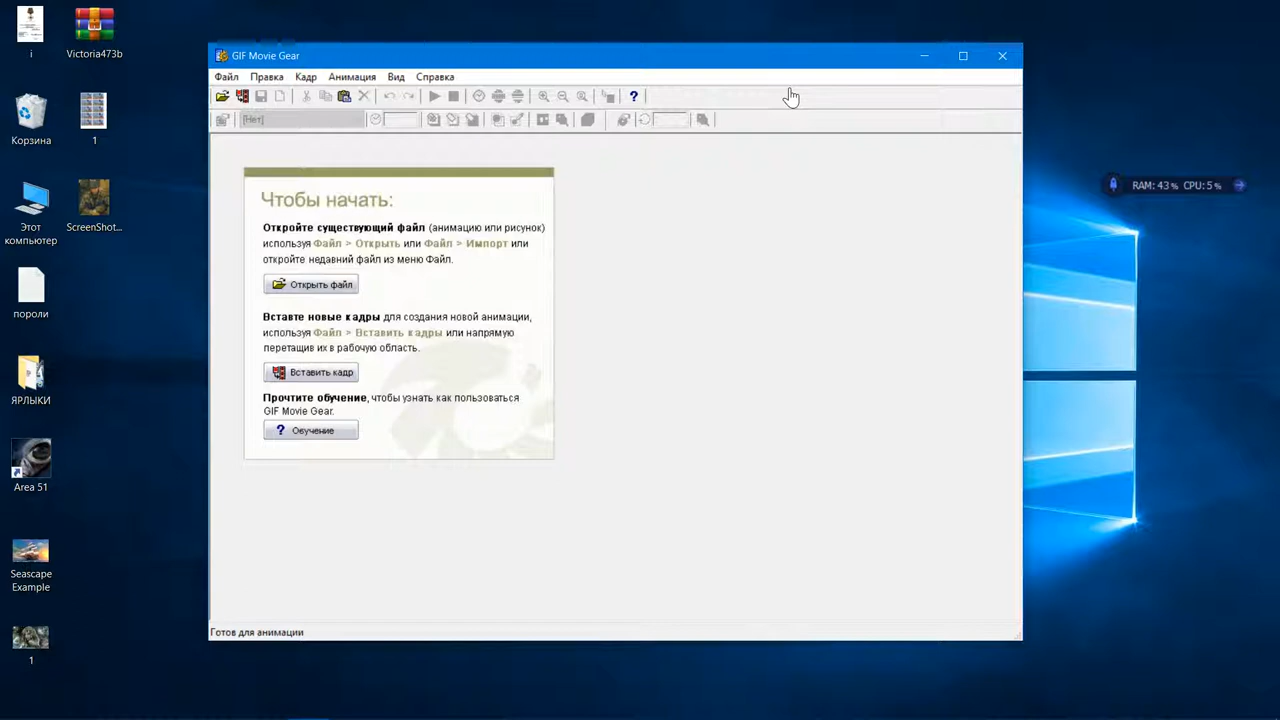 i
Victoria473b
Корзина
1
Этот
компьютер
ScreenShot...
пороли
ЯРЛЫКИ
Area 51
Seascape
Example
1
GIF Movie Gear
Файл Правка Кадр Анимация Вид Справка
[Нет]
Чтобы начать:
Откройте существующий файл (анимацию или рисунок)
используя Файл > Открыть или Файл > Импорт или
откройте недавний файл из меню Файл.
Открыть файл
Вставте новые кадры для создания новой анимации,
используя Файл > Вставить кадры или напрямую
перетащив их в рабочую область.
Вставить кадр
Прочтите обучение, чтобы узнать как пользоваться
GIF Movie Gear.
? Обучение
Готов для анимации
RAM: 43% CPU: 5%